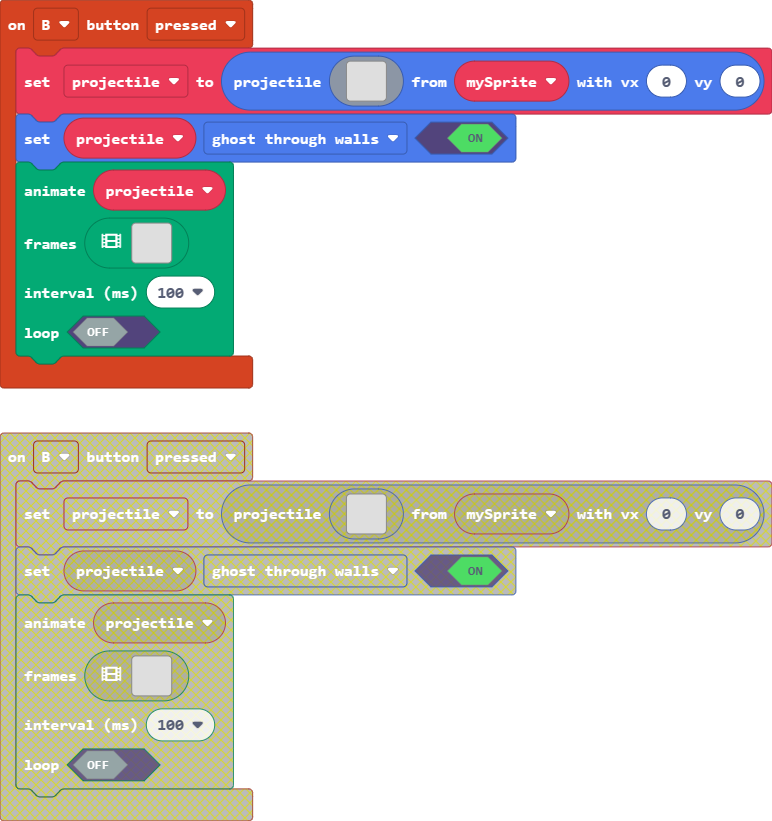 on B button pressed
set projectile to projectile from mySprite with vx 0 vy 0
set projectile ghost through walls ON
animate projectile
frames
interval (ms) 100
loop OFF
on B button pressed
set projectile to projectile from mySprite with vx 0 vy 0
set projectile ghost through walls ON
animate projectile
frames
interval (ms) 100
loop OFF